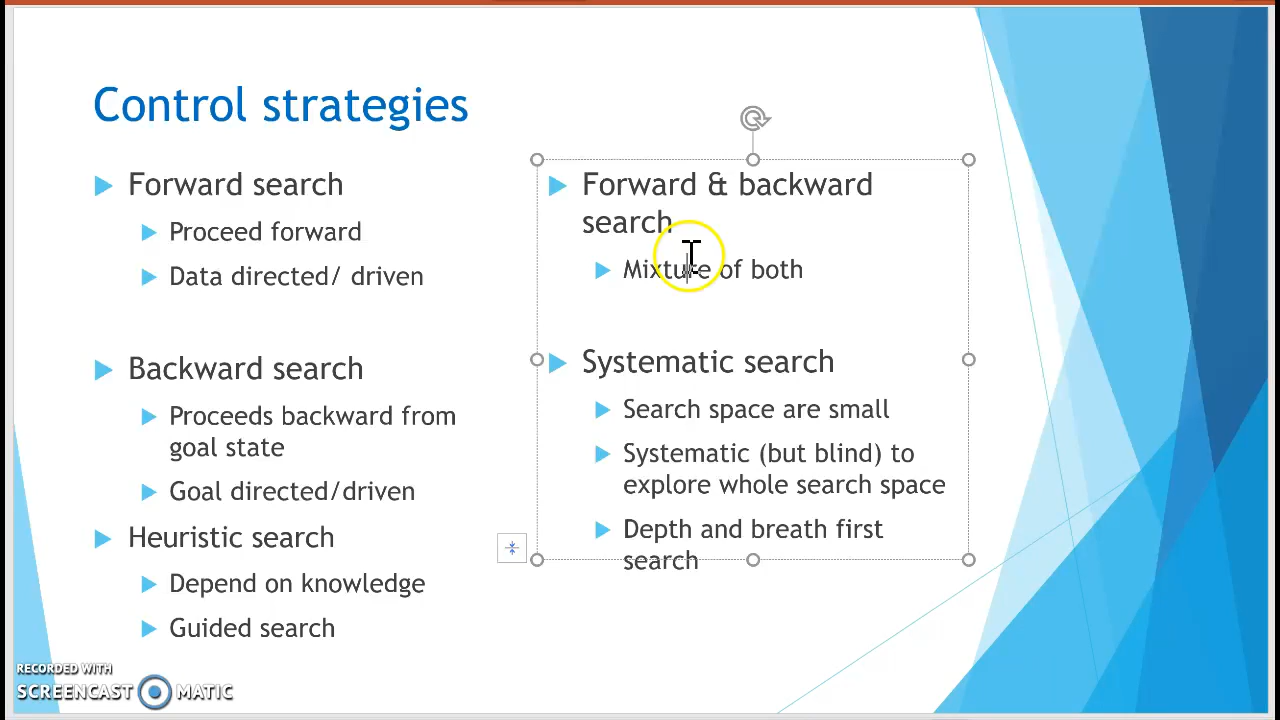 Control strategies
Forward search
Proceed forward
Data directed/ driven
Backward search
Proceeds backward from
goal state
Goal directed/driven
Heuristic search
Depend on knowledge
Guided search
Forward & backward
search
Mixture of both
Systematic search
Search space are small
Systematic (but blind) to
explore whole search space
Depth and breath first
search
RECORDED WITH
SCREENCAST MATIC